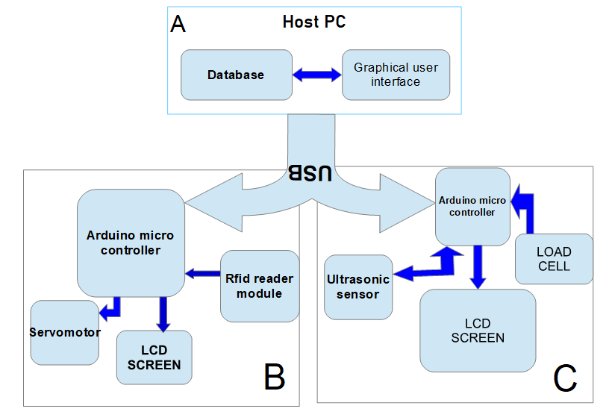 A
Host PC
Database
Graphical user
interface
USB
Arduino micro
controller
Rfid reader
module
Servomotor
LCD
SCREEN
B
Arduino micro
controller
LOAD
CELL
Ultrasonic
sensor
LCD
SCREEN
C